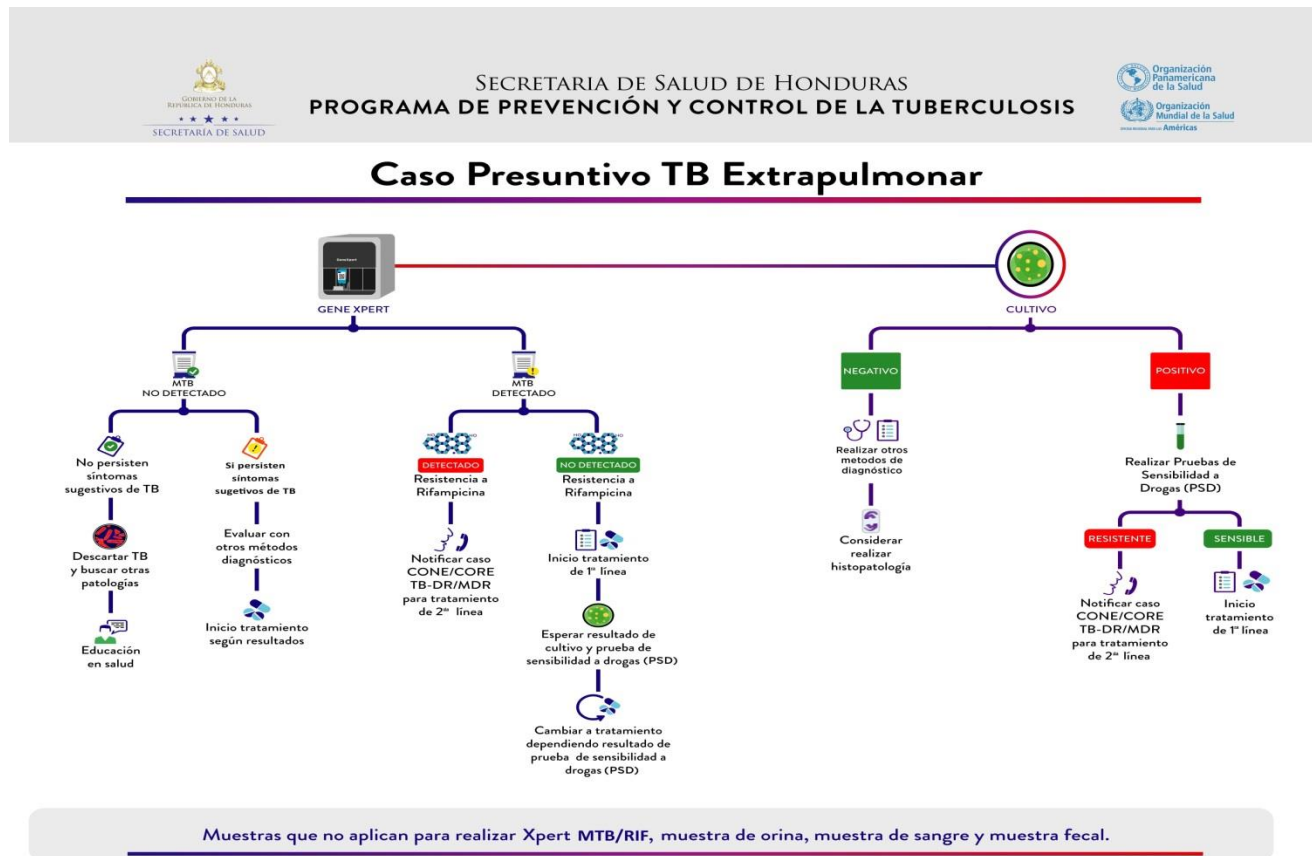 GOBIERNO DE LA
REPÚBLICA DE HONDURAS
SECRETARÍA DE SALUD
SECRETARIA DE SALUD DE HONDURAS
PROGRAMA DE PREVENCIÓN Y CONTROL DE LA TUBERCULOSIS
Organización
Panamericana
de la Salud
Organización
Mundial de la Salud
Américas
Caso Presuntivo TB Extrapulmonar
GENE XPERT
CULTIVO
MTB
NO DETECTADO
MTB
DETECTADO
NEGATIVO
POSITIVO
No persisten
síntomas
sugestivos de TB
Descartar TB
y buscar otras
patologías
Educación
en salud
Si persisten
síntomas
sugetivos de TB
Evaluar con
otros métodos
diagnósticos
Inicio tratamiento
según resultados
DETECTADO
Resistencia a
Rifampicina
Notificar caso
CONE/CORE
TB-DR/MDR
para tratamiento
de 2da línea
NO DETECTADO
Resistencia a
Rifampicina
Inicio tratamiento
de 1ra línea
Esperar resultado de
cultivo y prueba de
sensibilidad a drogas (PSD)
Cambiar a tratamiento
dependiendo resultado de
prueba de sensibilidad a
drogas (PSD)
Realizar otros
metodos de
diagnóstico
Considerar
realizar
histopatología
Realizar Pruebas de
Sensibilidad a
Drogas (PSD)
RESISTENTE
Notificar caso
CONE/CORE
TB-DR/MDR
para tratamiento
de 2da línea
SENSIBLE
Inicio
tratamiento
de 1ra línea
Muestras que no aplican para realizar Xpert MTB/RIF, muestra de orina, muestra de sangre y muestra fecal.